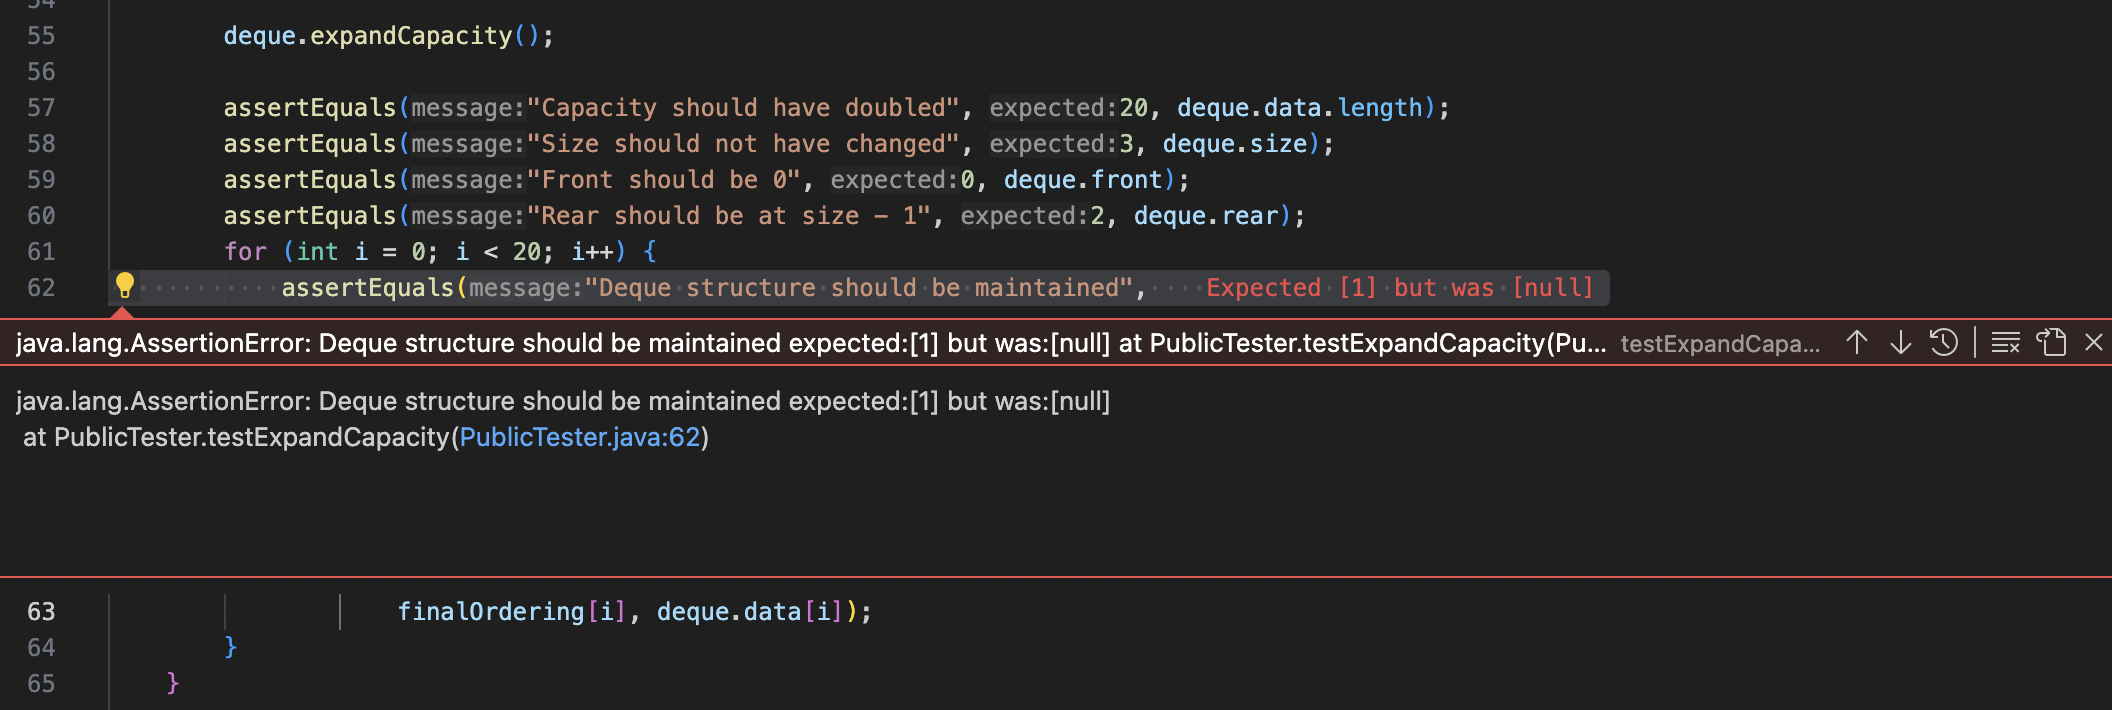 54
55 deque.expandCapacity();
56
57 assertEquals(message:"Capacity should have doubled", expected:20, deque.data.length);
58 assertEquals(message:"Size should not have changed", expected:3, deque.size);
59 assertEquals(message:"Front should be 0", expected:0, deque.front);
60 assertEquals(message:"Rear should be at size - 1", expected:2, deque.rear);
61 for (int i = 0; i < 20; i++) {
62 ·········· assertEquals(message:"Deque·structure·should·be·maintained",····Expected·[1]·but·was·[null]
java.lang.AssertionError: Deque structure should be maintained expected:[1] but was:[null] at PublicTester.testExpandCapacity(Pu... testExpandCapa...
java.lang.AssertionError: Deque structure should be maintained expected:[1] but was:[null]
at PublicTester.testExpandCapacity(PublicTester.java:62)
63 finalOrdering[i], deque.data[i]);
64 }
65 }